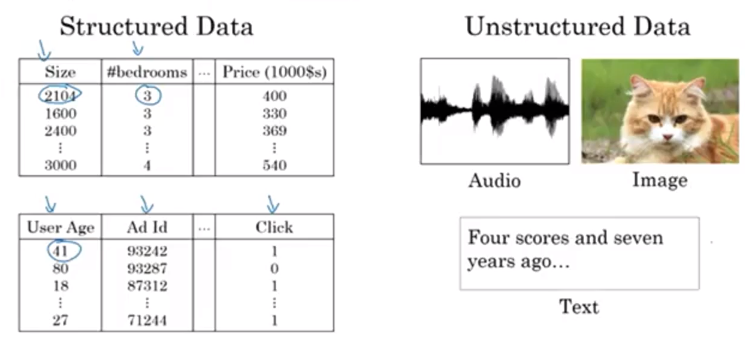 Structured Data
Size #bedrooms ... Price (1000$s)
2104 3 400
1600 3 330
2400 3 369
⋮ ⋮ ⋮
3000 4 540
User Age Ad Id ... Click
41 93242 1
80 93287 0
18 87312 1
⋮ ⋮ ⋮
27 71244 1
Unstructured Data
Audio Image
Four scores and seven
years ago...
Text